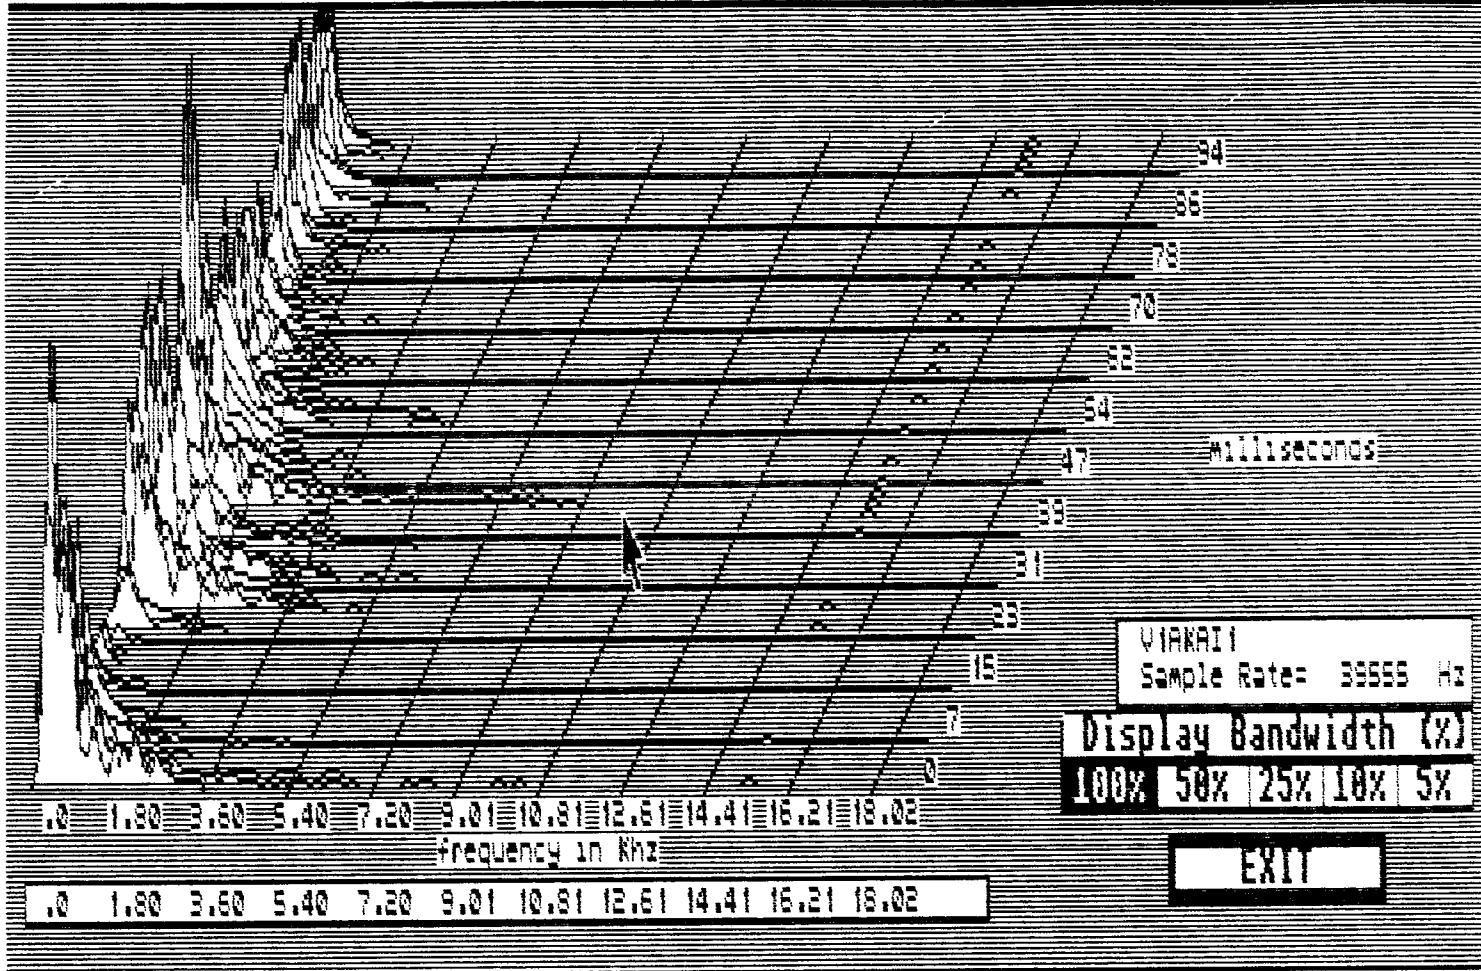 94
86
78
70
62
54
47
39
31
23
15
7
0
Milliseconds
V1AKAI1
Sample Rate= 39555 Hz
Display Bandwidth (%)
100% 50% 25% 10% 5%
.0 1.80 3.60 5.40 7.20 9.01 10.81 12.61 14.41 16.21 18.02
frequency in Khz
EXIT
.0 1.80 3.60 5.40 7.20 9.01 10.81 12.61 14.41 16.21 18.02